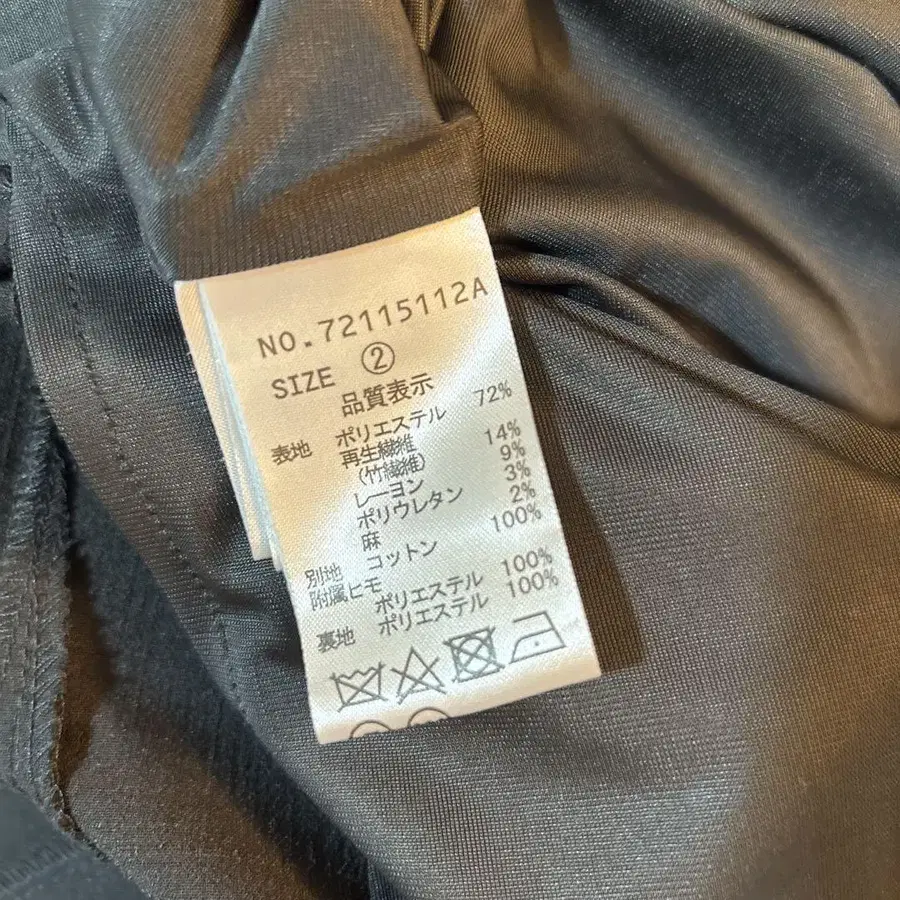 NO.72115112A
SIZE ②
品質表示
表地 ポリエステル 72%
再生繊維 14%
(竹繊維)
レーヨン 9%
ポリウレタン 3%
麻 2%
別地 コットン 100%
附属ヒモ
ポリエステル 100%
裏地 ポリエステル 100%